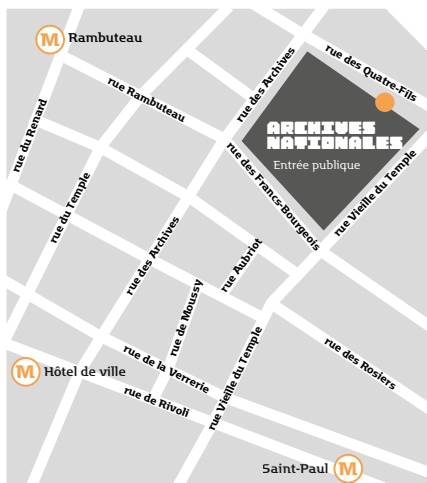 M Rambuteau
rue des Quatre-Fils
rue des Archives
rue Rambuteau
rue du Renard
ARCHIVES
NATIONALES
Entrée publique
rue Vieille du Temple
rue des Francs-Bourgeois
rue du Temple
rue des Archives
rue Aubriot
rue de Moussy
rue des Rosiers
rue Vieille du Temple
rue de la Verrerie
M Hôtel de ville
rue de Rivoli
Saint-Paul M